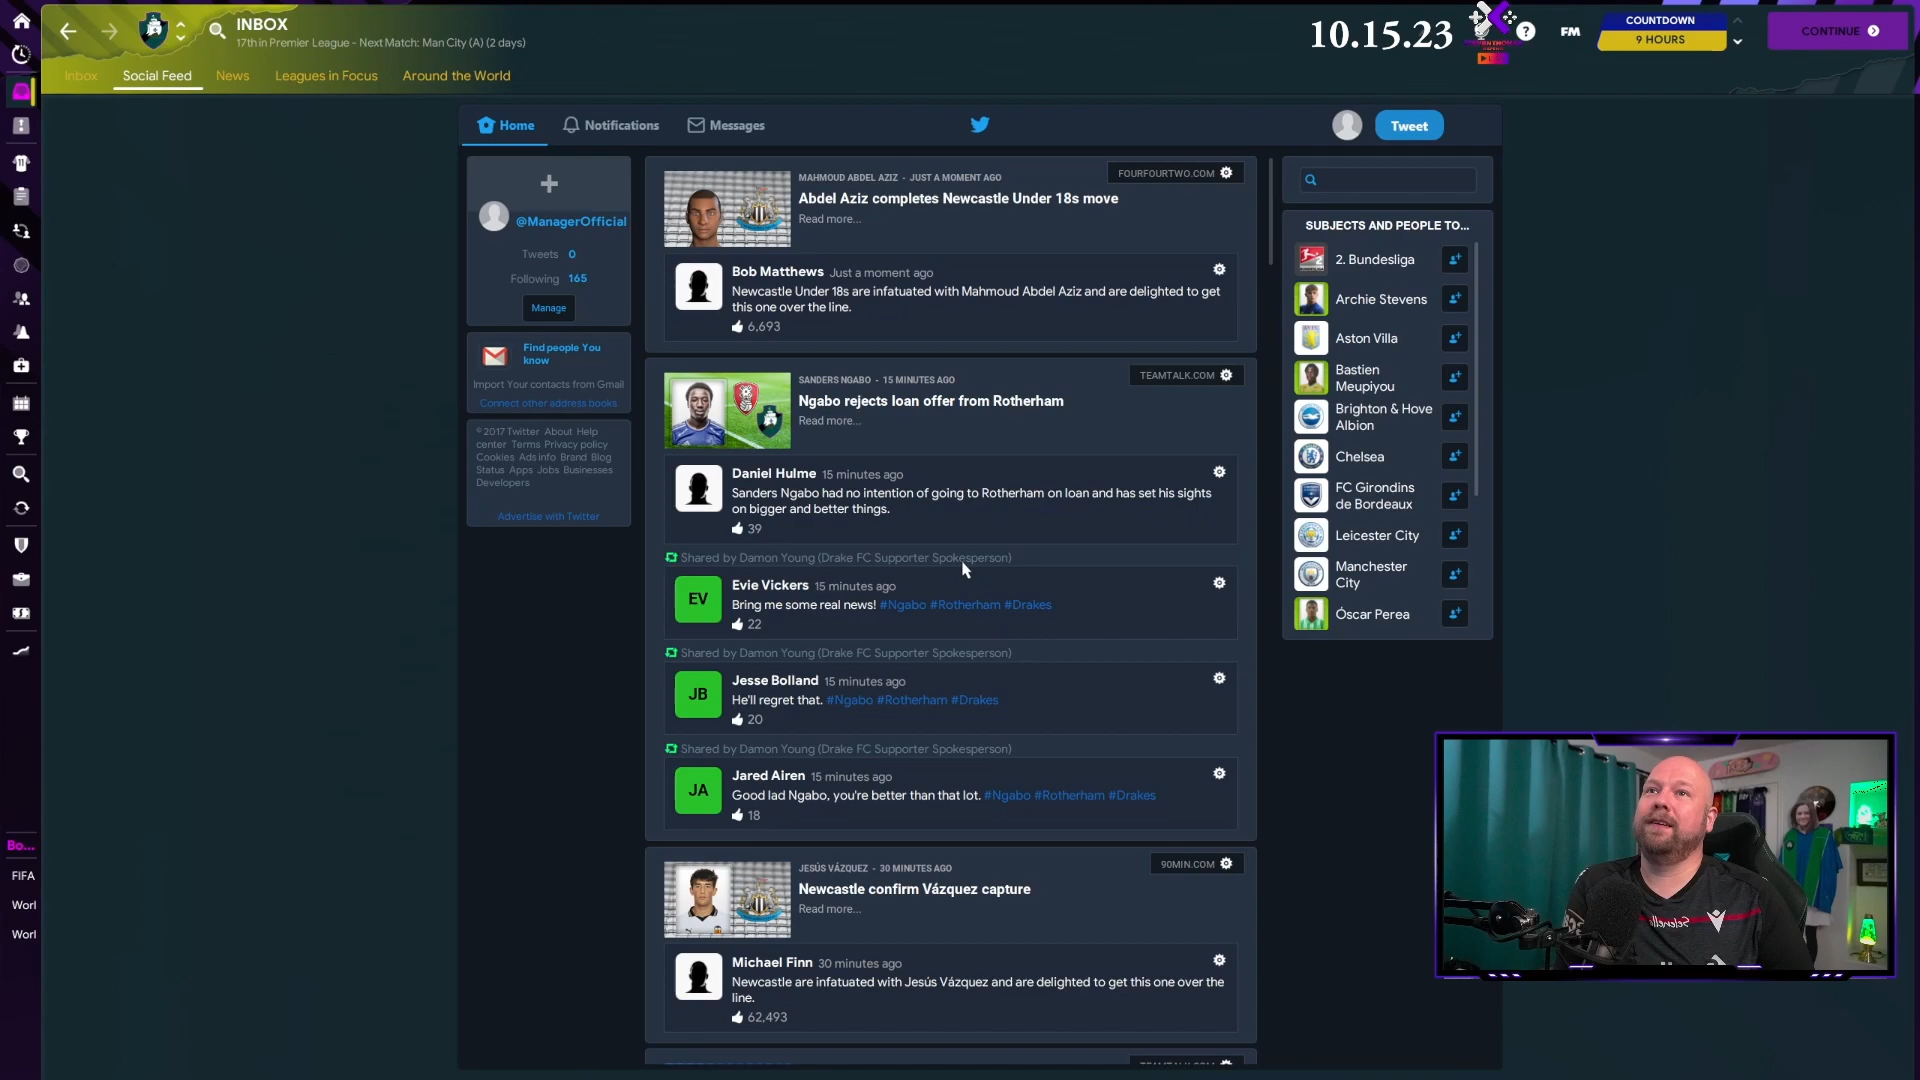 INBOX
17th in Premier League - Next Match: Man City (A) (2 days)
10.15.23
FM
COUNTDOWN
9 HOURS
CONTINUE
Inbox
Social Feed
News
Leagues in Focus
Around the World
Home
Notifications
Messages
Tweet
@ManagerOfficial
Tweets 0
Following 165
Manage
Find people You
know
Import Your contacts from Gmail
Connect other address books
© 2017 Twitter About Help
center Terms Privacy policy
Cookies Ads info Brand Blog
Status Apps Jobs Businesses
Developers
Advertise with Twitter
MAHMOUD ABDEL AZIZ - JUST A MOMENT AGO
FOURFOURTWO.COM
Abdel Aziz completes Newcastle Under 18s move
Read more...
Bob Matthews Just a moment ago
Newcastle Under 18s are infatuated with Mahmoud Abdel Aziz and are delighted to get
this one over the line.
6,693
SANDERS NGABO - 15 MINUTES AGO
TEAMTALK.COM
Ngabo rejects loan offer from Rotherham
Read more...
Daniel Hulme 15 minutes ago
Sanders Ngabo had no intention of going to Rotherham on loan and has set his sights
on bigger and better things.
39
Shared by Damon Young (Drake FC Supporter Spokesperson)
EV
Evie Vickers 15 minutes ago
Bring me some real news! #Ngabo #Rotherham #Drakes
22
Shared by Damon Young (Drake FC Supporter Spokesperson)
JB
Jesse Bolland 15 minutes ago
He'll regret that. #Ngabo #Rotherham #Drakes
20
Shared by Damon Young (Drake FC Supporter Spokesperson)
JA
Jared Airen 15 minutes ago
Good lad Ngabo, you're better than that lot. #Ngabo #Rotherham #Drakes
18
JESÚS VÁZQUEZ - 30 MINUTES AGO
90MIN.COM
Newcastle confirm Vázquez capture
Read more...
Michael Finn 30 minutes ago
Newcastle are infatuated with Jesús Vázquez and are delighted to get this one over the
line.
62,493
TEAMTALK.COM
SUBJECTS AND PEOPLE TO...
2. Bundesliga
Archie Stevens
Aston Villa
Bastien
Meupiyou
Brighton & Hove
Albion
Chelsea
FC Girondins
de Bordeaux
Leicester City
Manchester
City
Óscar Perea
Bo...
FIFA
Worl
Worl